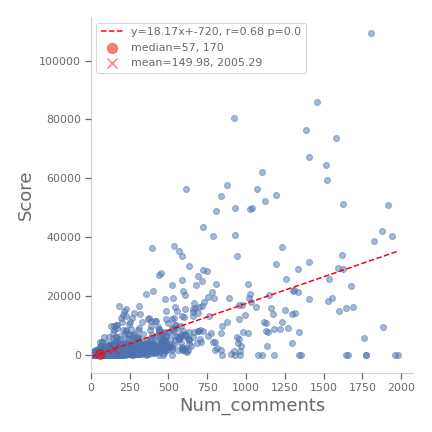 y=18.17x+-720, r=0.68 p=0.0
median=57, 170
mean=149.98, 2005.29
100000
80000
60000
40000
20000
0
Score
0 250 500 750 1000 1250 1500 1750 2000
Num_comments